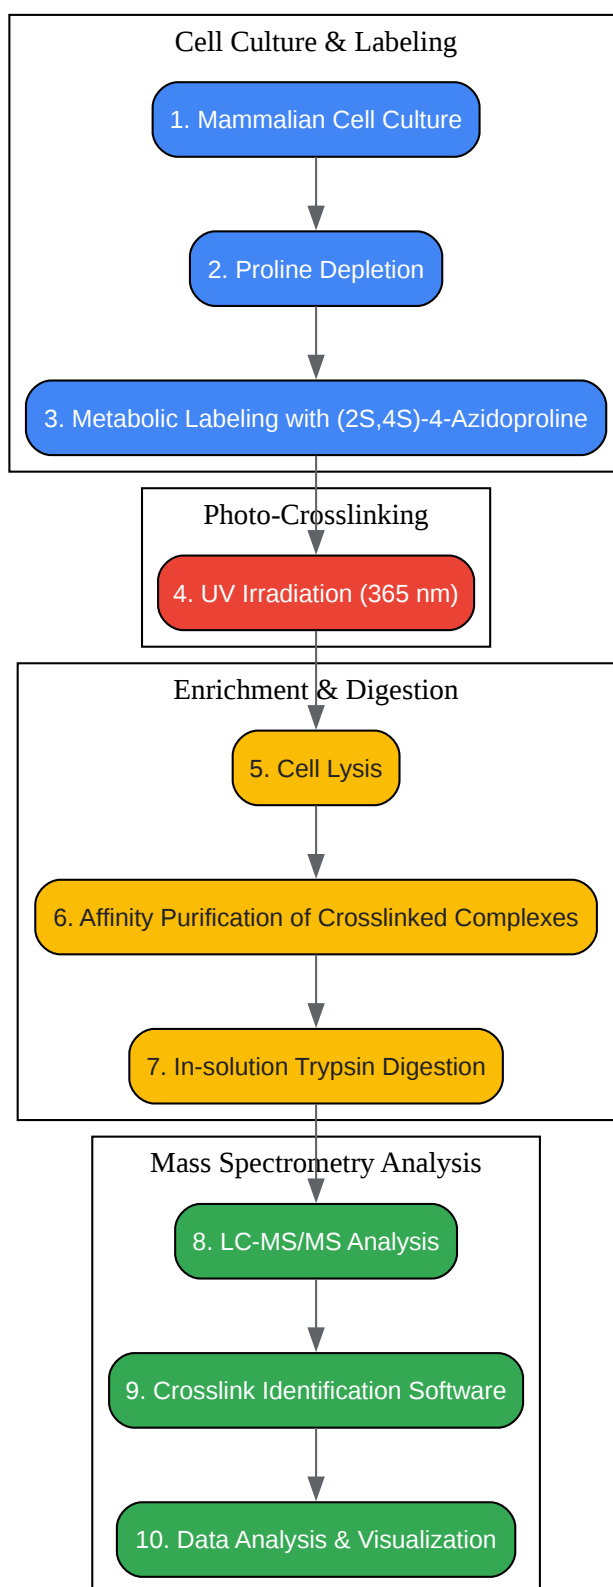 Cell Culture & Labeling
1. Mammalian Cell Culture
2. Proline Depletion
3. Metabolic Labeling with (2S,4S)-4-Azidoproline
Photo-Crosslinking
4. UV Irradiation (365 nm)
Enrichment & Digestion
5. Cell Lysis
6. Affinity Purification of Crosslinked Complexes
7. In-solution Trypsin Digestion
Mass Spectrometry Analysis
8. LC-MS/MS Analysis
9. Crosslink Identification Software
10. Data Analysis & Visualization